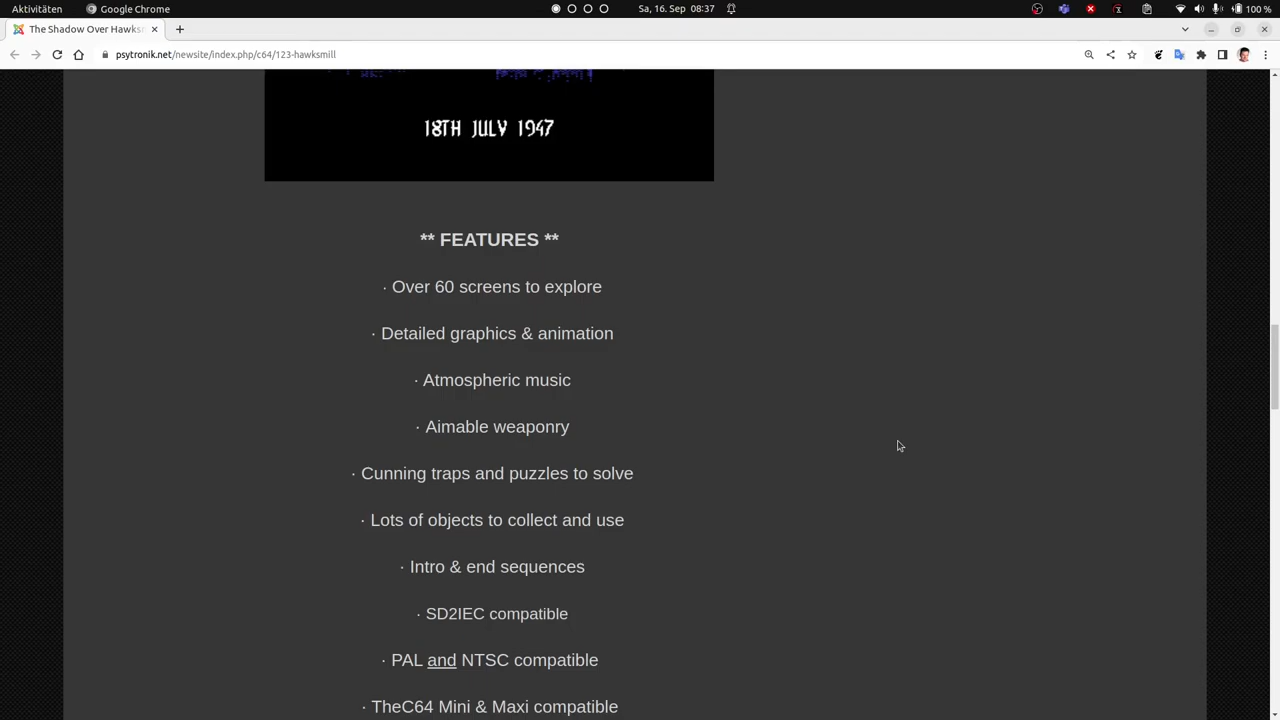 Aktivitäten
Google Chrome
Sa, 16. Sep 08:37
100 %
The Shadow Over Hawksm
psytronik.net/newsite/index.php/c64/123-hawksmill
18TH JULY 1947
** FEATURES **
· Over 60 screens to explore
· Detailed graphics & animation
· Atmospheric music
· Aimable weaponry
· Cunning traps and puzzles to solve
· Lots of objects to collect and use
· Intro & end sequences
· SD2IEC compatible
· PAL and NTSC compatible
· TheC64 Mini & Maxi compatible